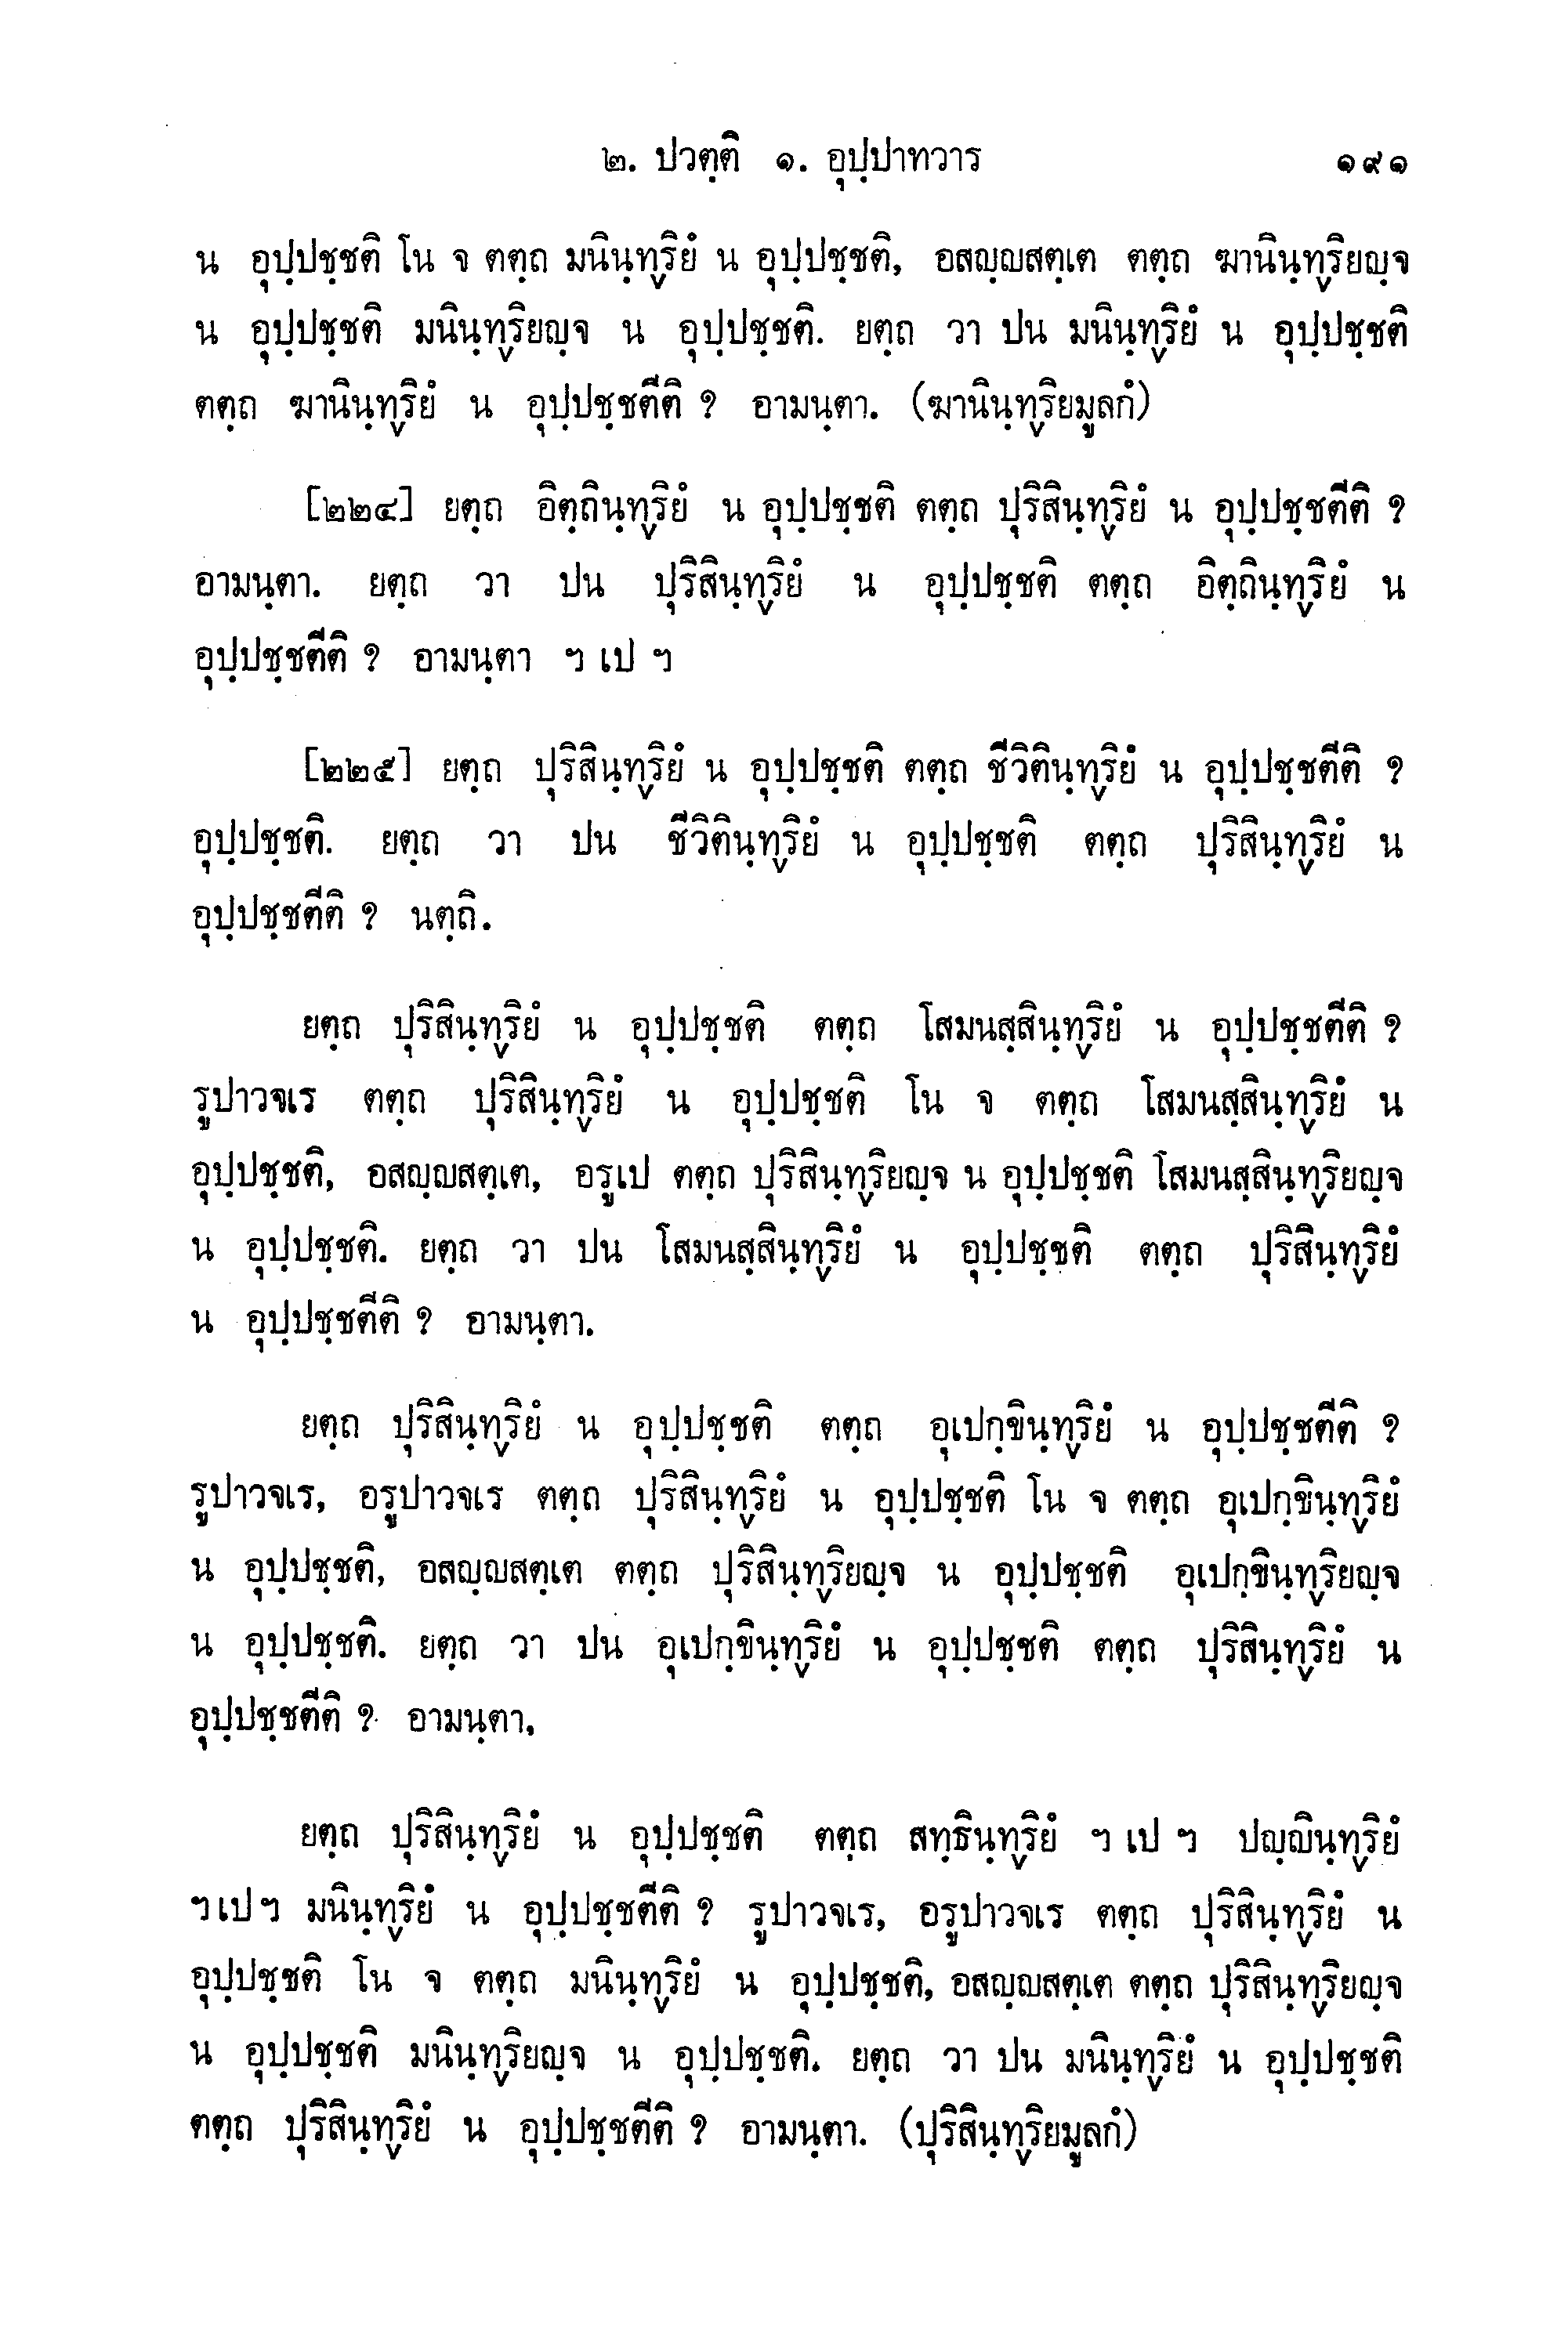 ๒. ปวตฺติ ๑. อุปฺปาทวาร ๑๙๑
น อุปฺปชฺชติ โน จ ตตฺถ มนินฺทฺริยํ น อุปฺปชฺชติ, อสญฺญสตฺเต ตตฺถ ฆานินฺทฺริยญฺจ
น อุปฺปชฺชติ มนินฺทฺริยญฺจ น อุปฺปชฺชติ. ยตฺถ วา ปน มนินฺทฺริยํ น อุปฺปชฺชติ
ตตฺถ ฆานินฺทฺริยํ น อุปฺปชฺชตีติ ? อามนฺตา. (ฆานินฺทฺริยมูลกํ)
[๒๒๔] ยตฺถ อิตฺถินฺทฺริยํ น อุปฺปชฺชติ ตตฺถ ปุริสินฺทฺริยํ น อุปฺปชฺชตีติ ?
อามนฺตา. ยตฺถ วา ปน ปุริสินฺทฺริยํ น อุปฺปชฺชติ ตตฺถ อิตฺถินฺทฺริยํ น
อุปฺปชฺชตีติ ? อามนฺตา ฯ เป ฯ
[๒๒๕] ยตฺถ ปุริสินฺทฺริยํ น อุปฺปชฺชติ ตตฺถ ชีวิตินฺทฺริยํ น อุปฺปชฺชตีติ ?
อุปฺปชฺชติ. ยตฺถ วา ปน ชีวิตินฺทฺริยํ น อุปฺปชฺชติ ตตฺถ ปุริสินฺทฺริยํ น
อุปฺปชฺชตีติ ? นตฺถิ.
ยตฺถ ปุริสินฺทฺริยํ น อุปฺปชฺชติ ตตฺถ โสมนสฺสินฺทฺริยํ น อุปฺปชฺชตีติ ?
รูปาวจเร ตตฺถ ปุริสินฺทฺริยํ น อุปฺปชฺชติ โน จ ตตฺถ โสมนสฺสินฺทฺริยํ น
อุปฺปชฺชติ, อสญฺญสตฺเต, อรูเป ตตฺถ ปุริสินฺทฺริยญฺจ น อุปฺปชฺชติ โสมนสฺสินฺทฺริยญฺจ
น อุปฺปชฺชติ. ยตฺถ วา ปน โสมนสฺสินฺทฺริยํ น อุปฺปชฺชติ ตตฺถ ปุริสินฺทฺริยํ
น อุปฺปชฺชตีติ ? อามนฺตา.
ยตฺถ ปุริสินฺทฺริยํ น อุปฺปชฺชติ ตตฺถ อุเปกฺขินฺทฺริยํ น อุปฺปชฺชตีติ ?
รูปาวจเร, อรูปาวจเร ตตฺถ ปุริสินฺทฺริยํ น อุปฺปชฺชติ โน จ ตตฺถ อุเปกฺขินฺทฺริยํ
น อุปฺปชฺชติ, อสญฺญสตฺเต ตตฺถ ปุริสินฺทฺริยญฺจ น อุปฺปชฺชติ อุเปกฺขินฺทฺริยญฺจ
น อุปฺปชฺชติ. ยตฺถ วา ปน อุเปกฺขินฺทฺริยํ น อุปฺปชฺชติ ตตฺถ ปุริสินฺทฺริยํ น
อุปฺปชฺชตีติ ? อามนฺตา,
ยตฺถ ปุริสินฺทฺริยํ น อุปฺปชฺชติ ตตฺถ สทฺธินฺทฺริยํ ฯ เป ฯ ปญฺญินฺทฺริยํ
ฯ เป ฯ มนินฺทฺริยํ น อุปฺปชฺชตีติ ? รูปาวจเร, อรูปาวจเร ตตฺถ ปุริสินฺทฺริยํ น
อุปฺปชฺชติ โน จ ตตฺถ มนินฺทฺริยํ น อุปฺปชฺชติ, อสญฺญสตฺเต ตตฺถ ปุริสินฺทฺริยญฺจ
น อุปฺปชฺชติ มนินฺทฺริยญฺจ น อุปฺปชฺชติ. ยตฺถ วา ปน มนินฺทฺริยํ น อุปฺปชฺชติ
ตตฺถ ปุริสินฺทฺริยํ น อุปฺปชฺชตีติ ? อามนฺตา. (ปุริสินฺทฺริยมูลกํ)